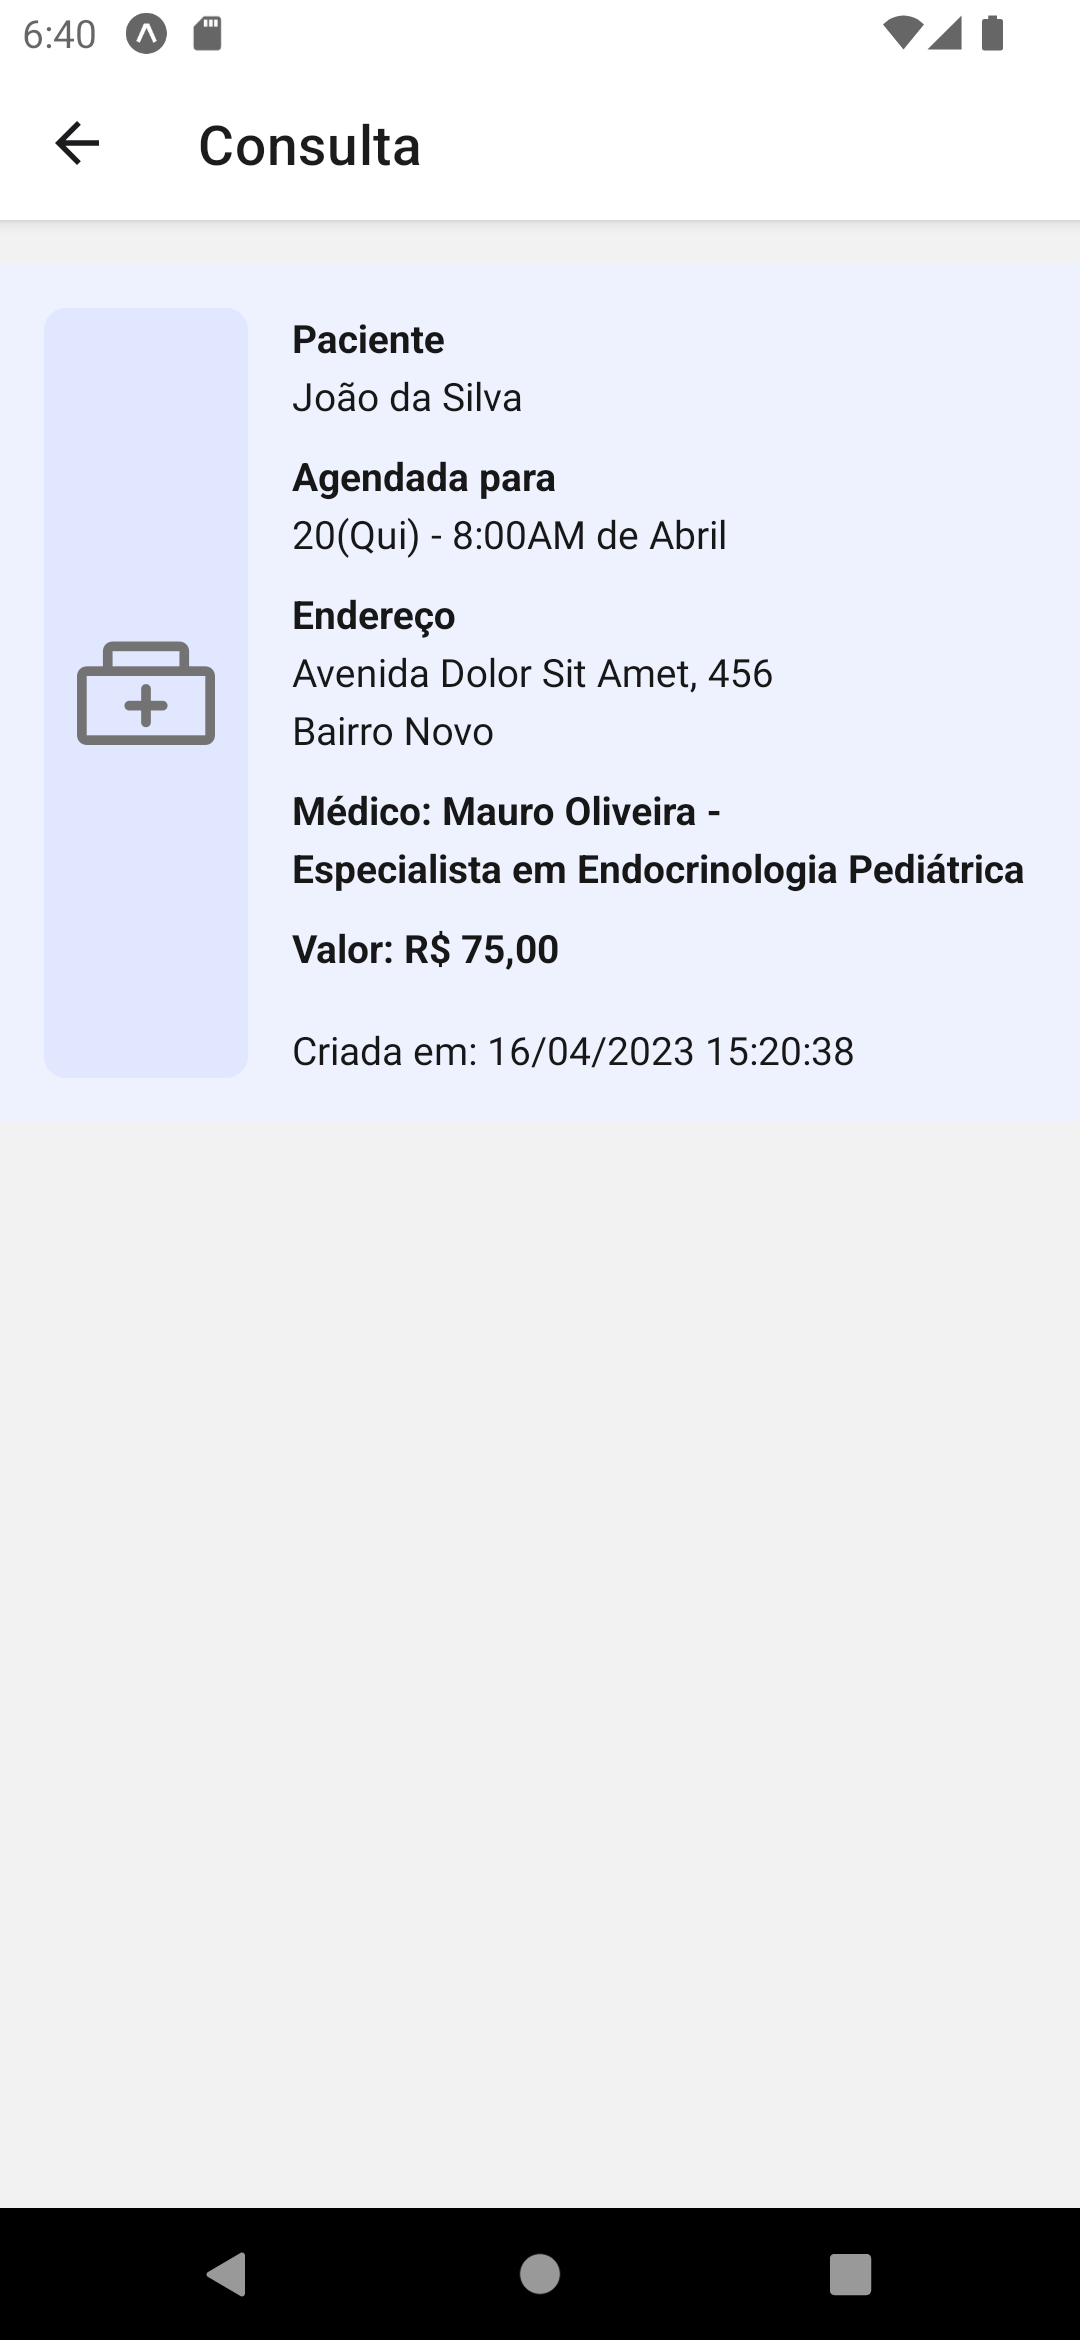 6:40
Consulta
Paciente
João da Silva
Agendada para
20(Qui) - 8:00AM de Abril
Endereço
Avenida Dolor Sit Amet, 456
Bairro Novo
Médico: Mauro Oliveira -
Especialista em Endocrinologia Pediátrica
Valor: R$ 75,00
Criada em: 16/04/2023 15:20:38